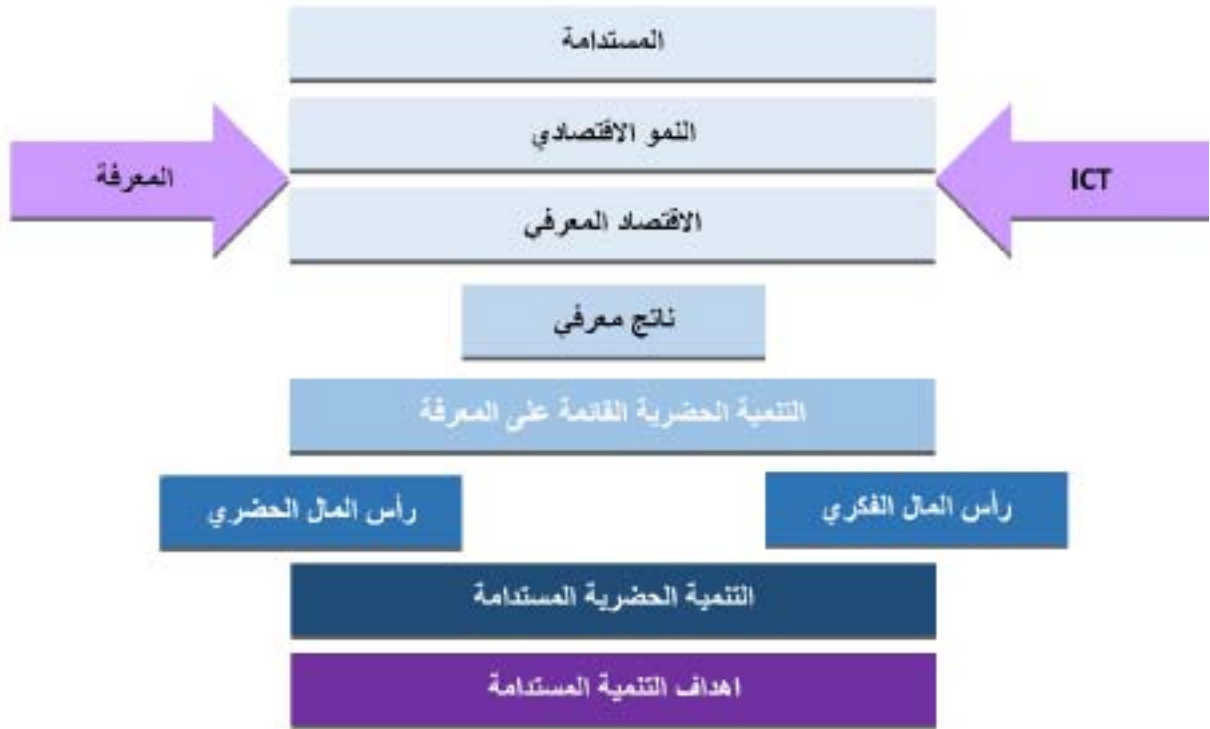 المستدامة
النمو الاقتصادي
ICT
المعرفة
الاقتصاد المعرفي
ناتج معرفي
التنمية الحضرية القائمة على المعرفة
رأس المال الفكري
رأس المال الحضري
التنمية الحضرية المستدامة
اهداف التنمية المستدامة